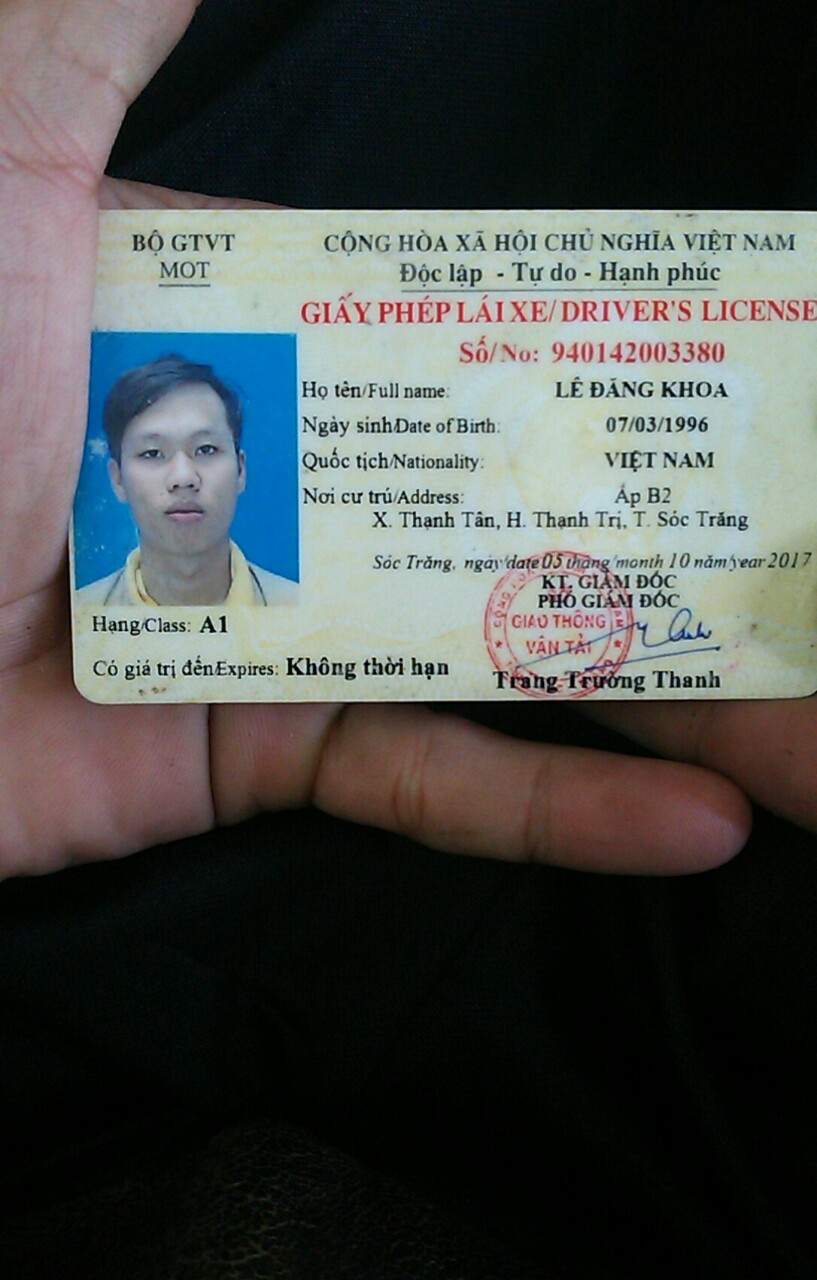 BỘ GTVT
MOT
CỘNG HÒA XÃ HỘI CHỦ NGHĨA VIỆT NAM
Độc lập - Tự do - Hạnh phúc
GIẤY PHÉP LÁI XE/DRIVER'S LICENSE
Số/No: 940142003380
Họ tên/Full name: LÊ ĐĂNG KHOA
Ngày sinh/Date of Birth: 07/03/1996
Quốc tịch/Nationality: VIỆT NAM
Nơi cư trú/Address: Ấp B2
X. Thạnh Tân, H. Thạnh Trị, T. Sóc Trăng
Sóc Trăng, ngày/date 05 tháng/month 10 năm/year 2017
KT. GIÁM ĐỐC
PHÓ GIÁM ĐỐC
GIAO THÔNG
VẬN TẢI
Trang Trường Thanh
Hạng/Class: A1
Có giá trị đến/Expires: Không thời hạn